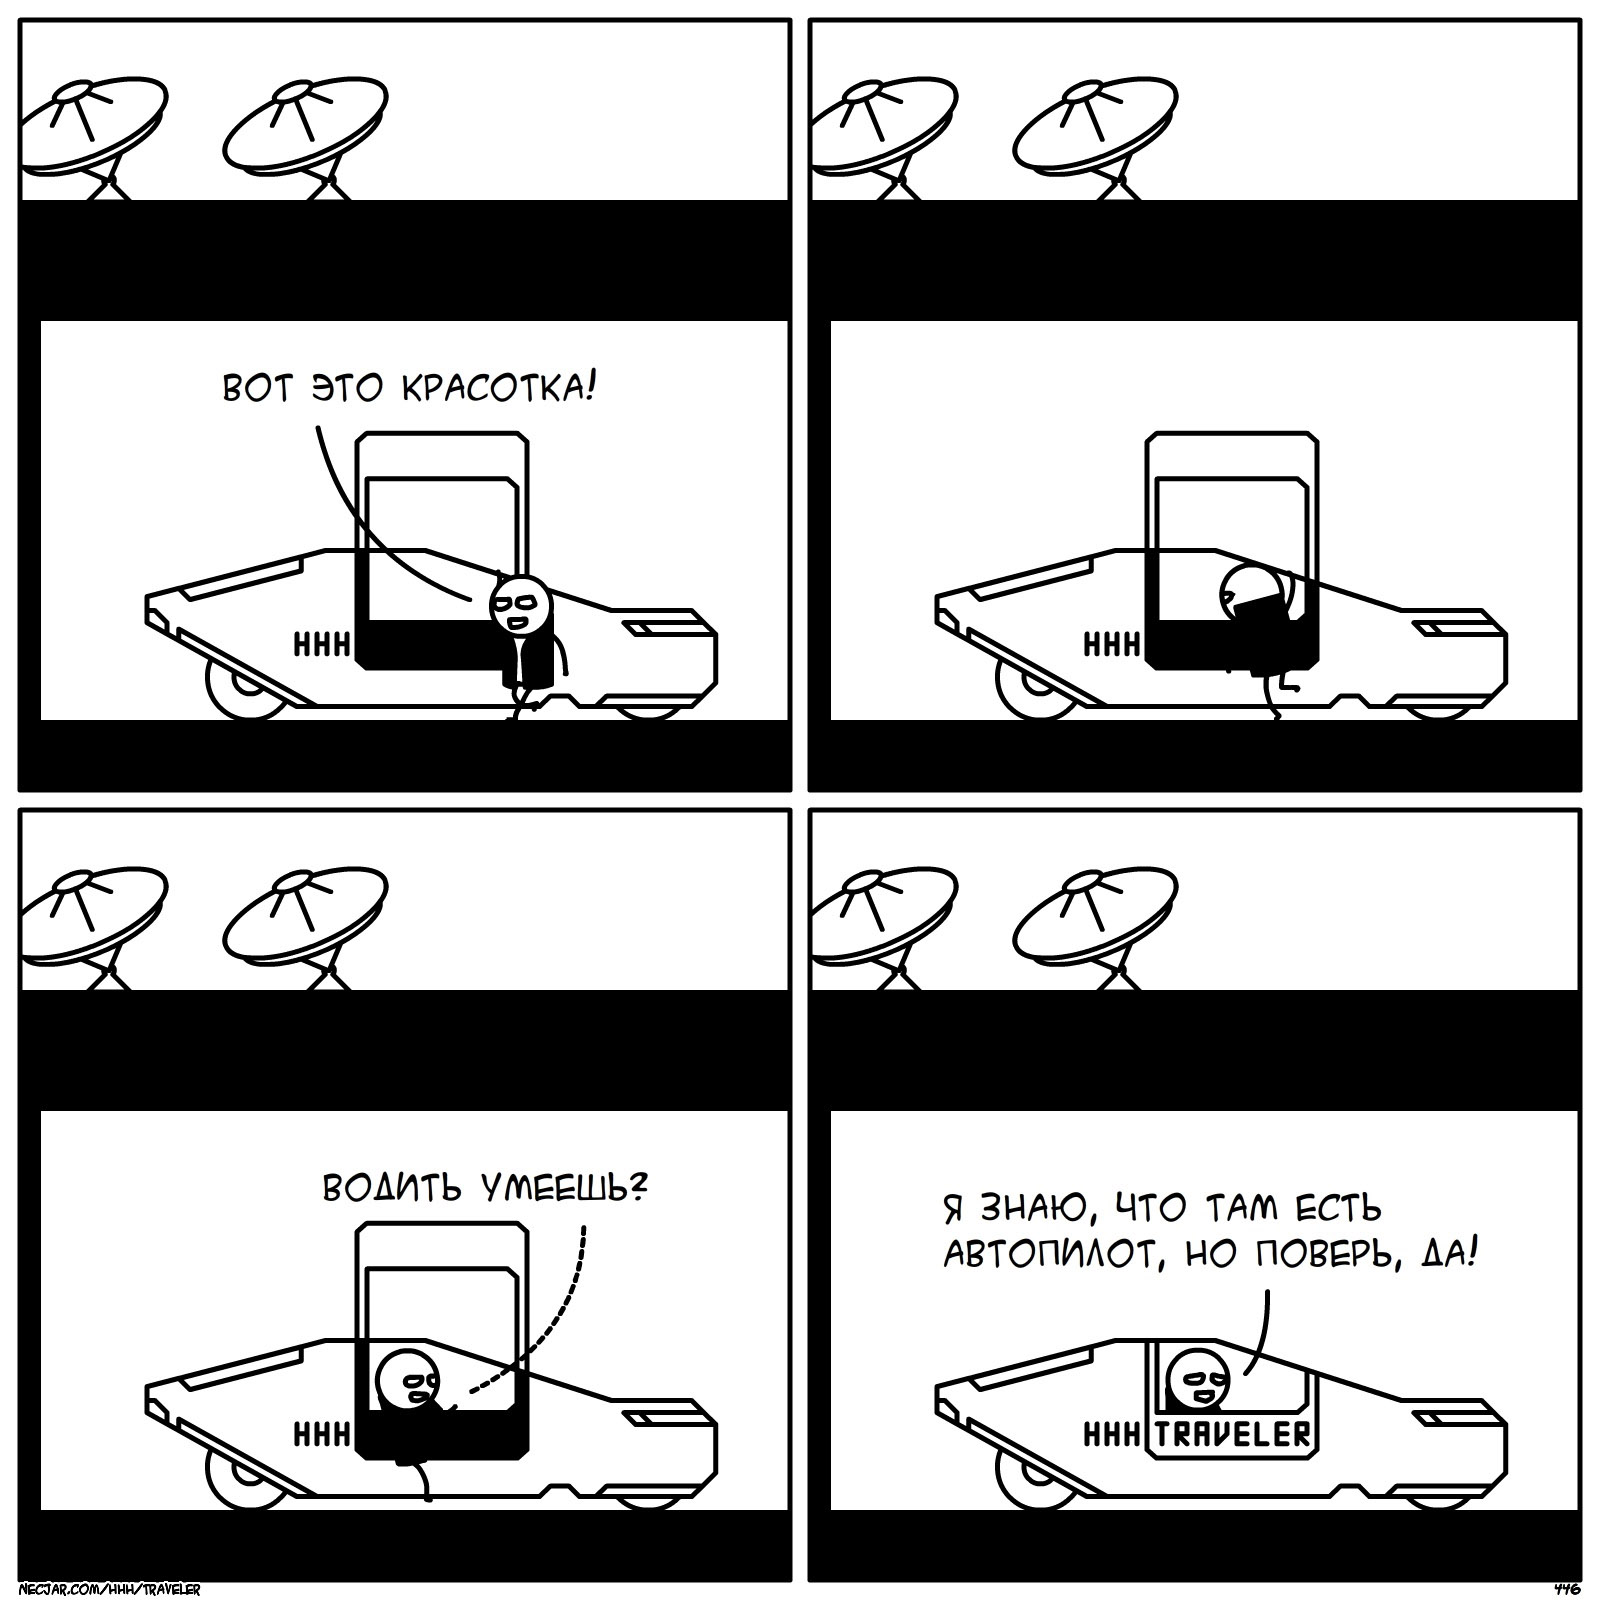 ВОТ ЭТО КРАСОТКА!
HHH
HHH
ВОДИТЬ УМЕЕШЬ?
HHH
Я ЗНАЮ, ЧТО ТАМ ЕСТЬ
АВТОПИЛОТ, НО ПОВЕРЬ, ДА!
HHH TRAVELER
NECJAR.COM/HHH/TRAVELER
446